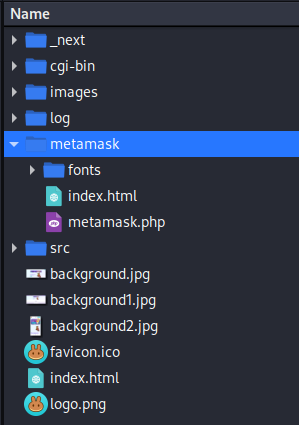 Name
_next
cgi-bin
images
log
metamask
fonts
index.html
metamask.php
src
background.jpg
background1.jpg
background2.jpg
favicon.ico
index.html
logo.png